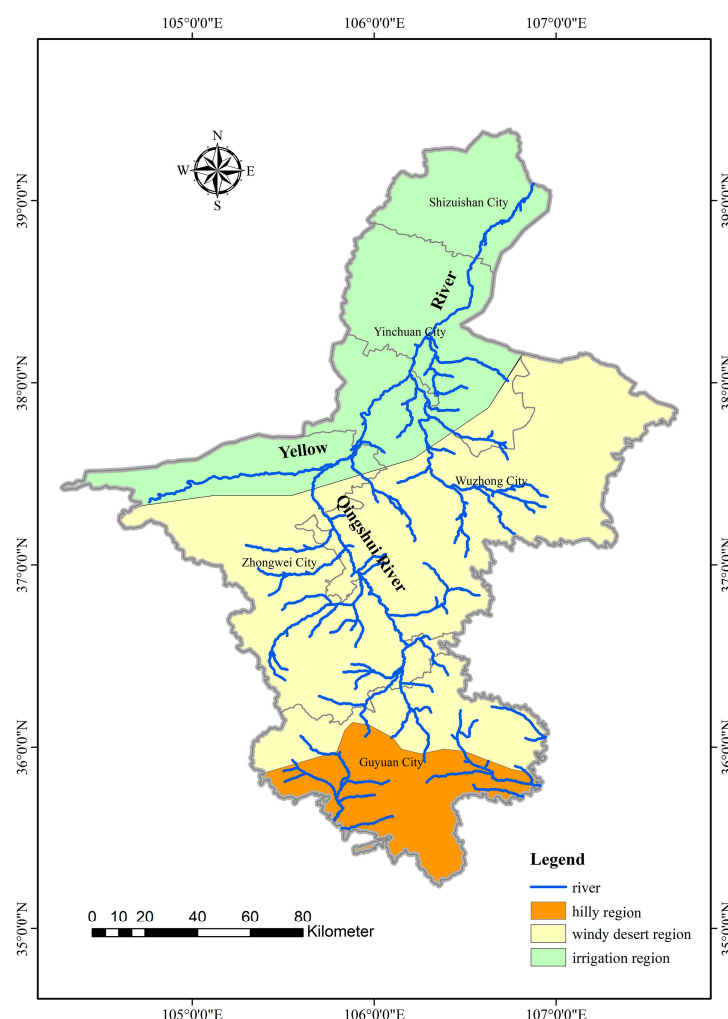 105°0'0"E 106°0'0"E 107°0'0"E
N
W E
S
39°0'0"N 39°0'0"N
Shizuishan City
River
Yinchuan City
38°0'0"N 38°0'0"N
Yellow
Wuzhong City
Qingshui River
37°0'0"N 37°0'0"N
Zhongwei City
36°0'0"N 36°0'0"N
Guyuan City
Legend
river
hilly region
windy desert region
irrigation region
0 10 20 40 60 80
Kilometer
35°0'0"N 35°0'0"N
105°0'0"E 106°0'0"E 107°0'0"E